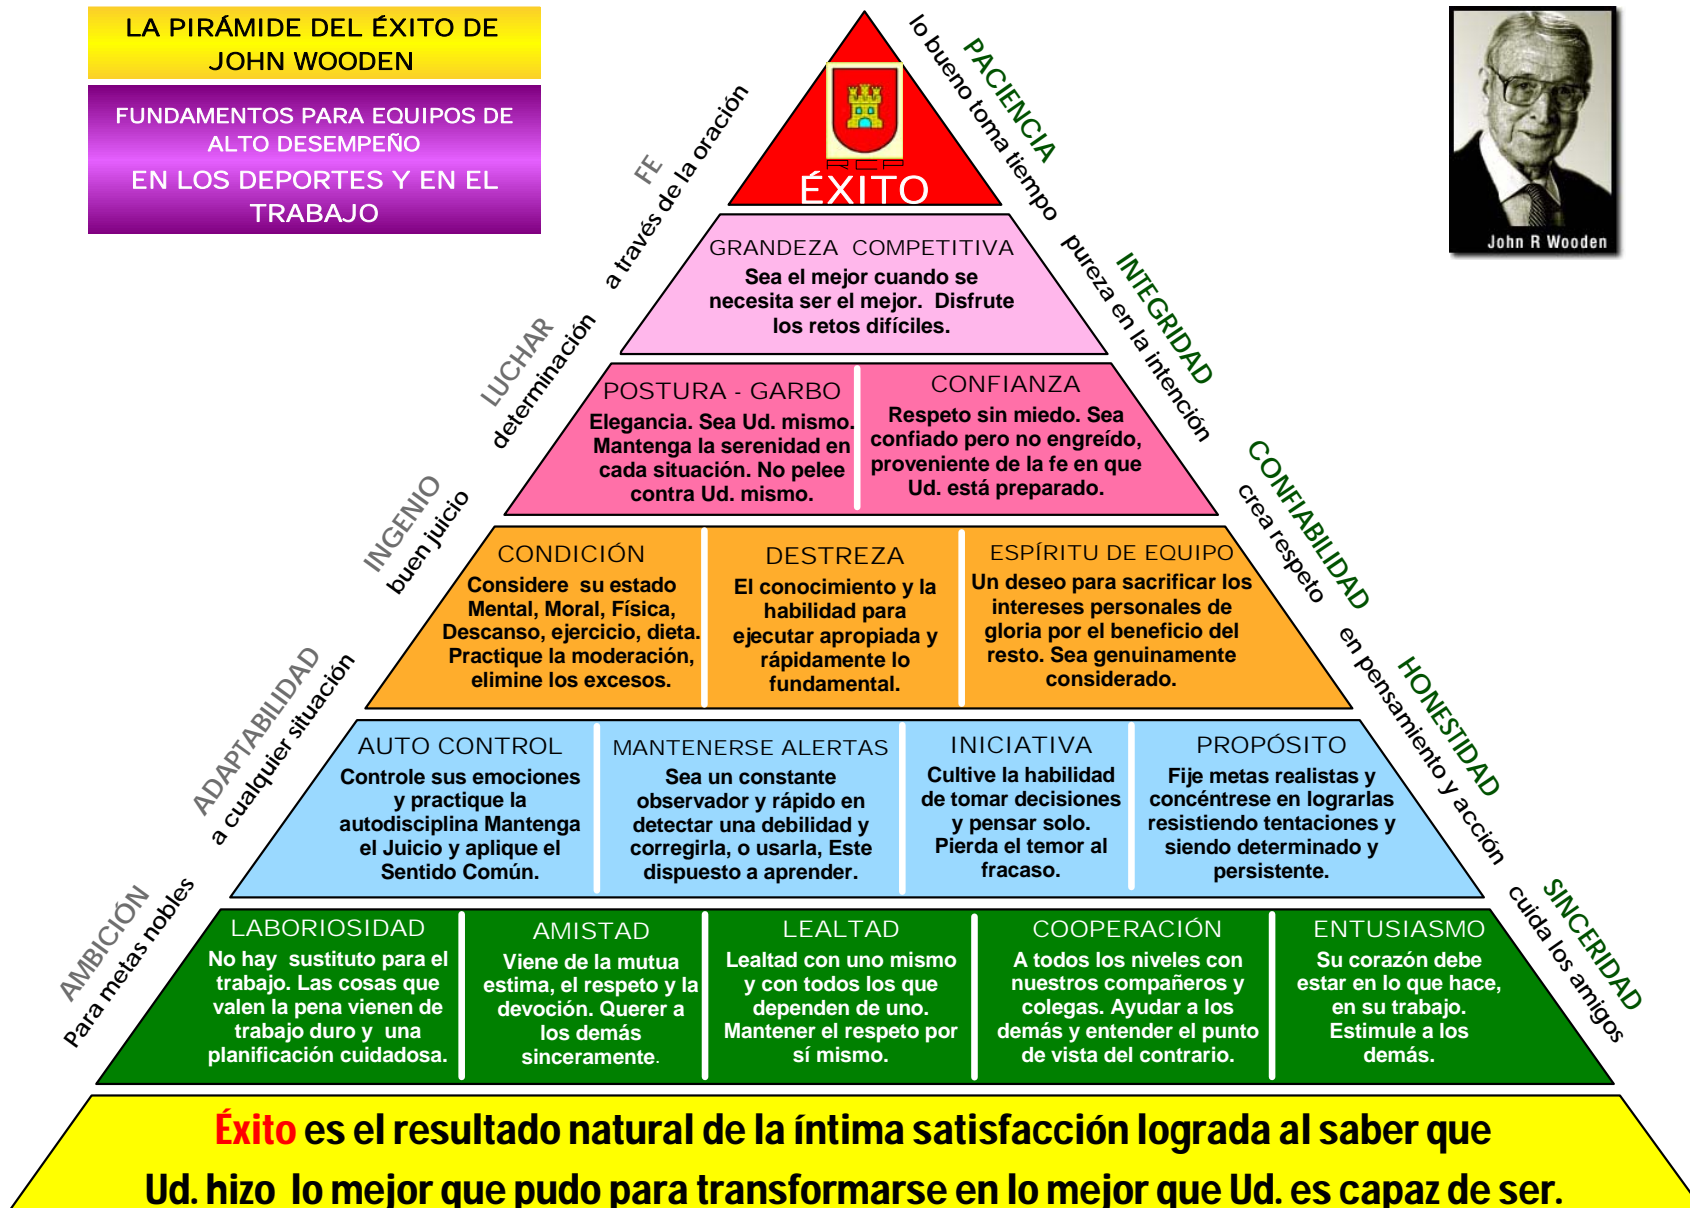 LA PIRÁMIDE DEL ÉXITO DE
JOHN WOODEN
FUNDAMENTOS PARA EQUIPOS DE
ALTO DESEMPEÑO
EN LOS DEPORTES Y EN EL
TRABAJO
John R Wooden
ÉXITO
GRANDEZA COMPETITIVA
Sea el mejor cuando se
necesita ser el mejor. Disfrute
los retos difíciles.
POSTURA - GARBO
Elegancia. Sea Ud. mismo.
Mantenga la serenidad en
cada situación. No pelee
contra Ud. mismo.
CONFIANZA
Respeto sin miedo. Sea
confiado pero no engreído,
proveniente de la fe en que
Ud. está preparado.
CONDICIÓN
Considere su estado
Mental, Moral, Física,
Descanso, ejercicio, dieta.
Practique la moderación,
elimine los excesos.
DESTREZA
El conocimiento y la
habilidad para
ejecutar apropiada y
rápidamente lo
fundamental.
ESPÍRITU DE EQUIPO
Un deseo para sacrificar los
intereses personales de
gloria por el beneficio del
resto. Sea genuinamente
considerado.
AUTO CONTROL
Controle sus emociones
y practique la
autodisciplina Mantenga
el Juicio y aplique el
Sentido Común.
MANTENERSE ALERTAS
Sea un constante
observador y rápido en
detectar una debilidad y
corregirla, o usarla, Este
dispuesto a aprender.
INICIATIVA
Cultive la habilidad
de tomar decisiones
y pensar solo.
Pierda el temor al
fracaso.
PROPÓSITO
Fije metas realistas y
concéntrese en lograrlas
resistiendo tentaciones y
siendo determinado y
persistente.
LABORIOSIDAD
No hay sustituto para el
trabajo. Las cosas que
valen la pena vienen de
trabajo duro y una
planificación cuidadosa.
AMISTAD
Viene de la mutua
estima, el respeto y la
devoción. Querer a
los demás
sinceramente.
LEALTAD
Lealtad con uno mismo
y con todos los que
dependen de uno.
Mantener el respeto por
sí mismo.
COOPERACIÓN
A todos los niveles con
nuestros compañeros y
colegas. Ayudar a los
demás y entender el punto
de vista del contrario.
ENTUSIASMO
Su corazón debe
estar en lo que hace,
en su trabajo.
Estimule a los
demás.
FE
a través de la oración
LUCHAR
determinación
INGENIO
buen juicio
ADAPTABILIDAD
a cualquier situación
AMBICIÓN
Para metas nobles
PACIENCIA
lo bueno toma tiempo
INTEGRIDAD
pureza en la intención
CONFIABILIDAD
crea respeto
HONESTIDAD
en pensamiento y acción
SINCERIDAD
cuida los amigos
Éxito es el resultado natural de la íntima satisfacción lograda al saber que
Ud. hizo lo mejor que pudo para transformarse en lo mejor que Ud. es capaz de ser.